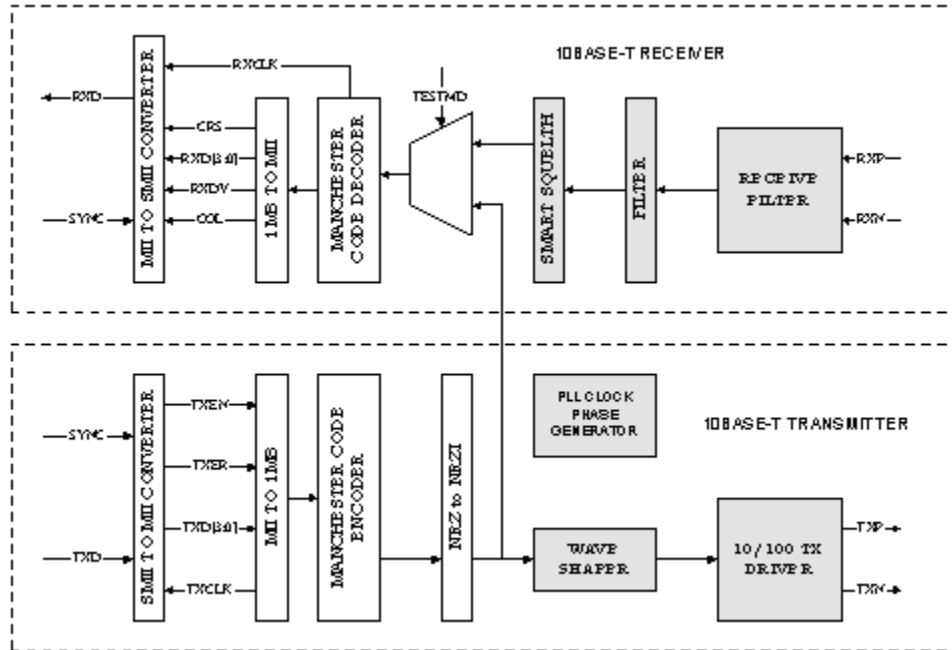 10BASE-T RECEIVER
RXCLK
TESTMD
RXD
CRS
RXD[3:0]
RXDV
COL
SYNC
MII TO SMII CONVERTER
1MB TO MII
MANCHESTER
CODE DECODER
SMART SQUELTH
FILTER
RECEIVE
FILTER
RXP
RXN
SMII TO MII CONVERTER
TXEN
TXER
TXD[3:0]
TXCLK
SYNC
TXD
MII TO 1MB
MANCHESTER CODE
ENCODER
NRZ to NRZI
PLL CLOCK
PHASE
GENERATOR
10BASE-T TRANSMITTER
WAVE
SHAPER
10/100 TX
DRIVER
TXP
TXN